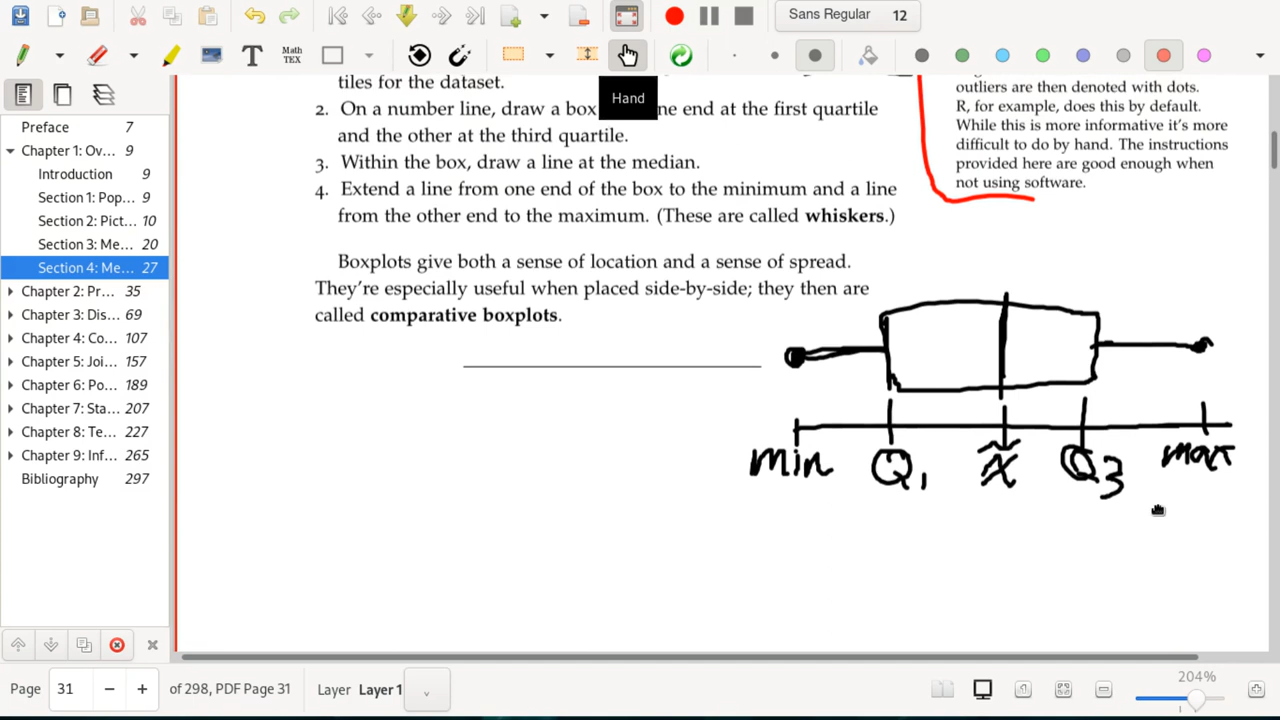 Sans Regular 12
T Math TEX
Hand
Preface 7
Chapter 1: Ov... 9
Introduction 9
Section 1: Pop... 9
Section 2: Pict... 10
Section 3: Me... 20
Section 4: Me... 27
Chapter 2: Pr... 35
Chapter 3: Dis... 69
Chapter 4: Co... 107
Chapter 5: Joi... 157
Chapter 6: Po... 189
Chapter 7: Sta... 207
Chapter 8: Te... 227
Chapter 9: Inf... 265
Bibliography 297
tiles for the dataset.
2. On a number line, draw a box ne end at the first quartile
and the other at the third quartile.
3. Within the box, draw a line at the median.
4. Extend a line from one end of the box to the minimum and a line
from the other end to the maximum. (These are called whiskers.)
Boxplots give both a sense of location and a sense of spread.
They're especially useful when placed side-by-side; they then are
called comparative boxplots.
outliers are then denoted with dots.
R, for example, does this by default.
While this is more informative it's more
difficult to do by hand. The instructions
provided here are good enough when
not using software.
min Q₁ x̃ Q₃ max
Page 31 of 298, PDF Page 31 Layer Layer 1 204%